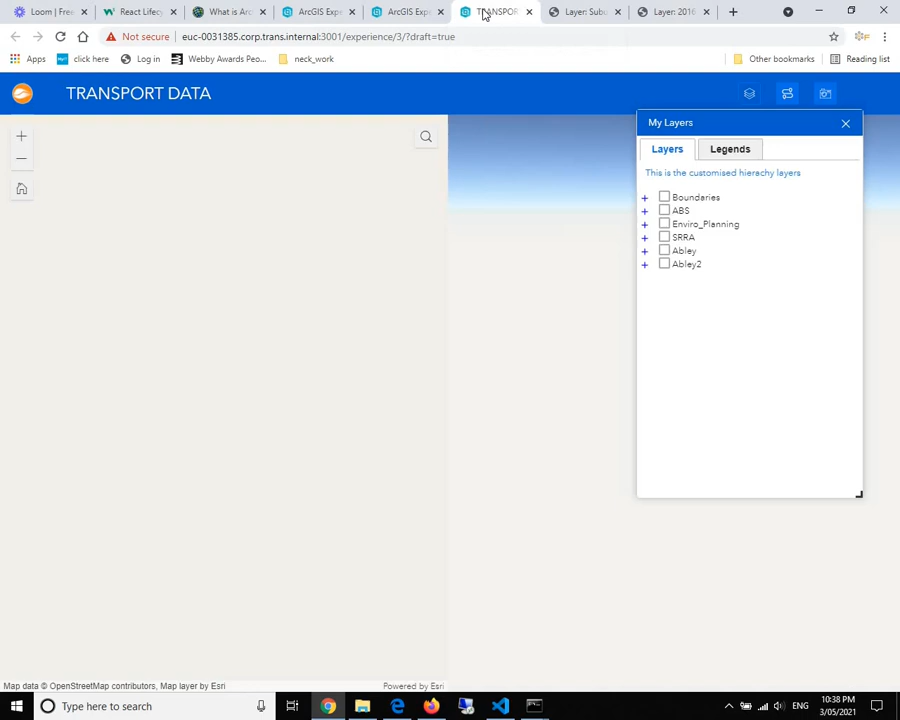 Loom | Free
React Lifecy
What is Arc
ArcGIS Expe
ArcGIS Expe
TRANSPOR
Layer: Subu
Layer: 2016
Not secure
euc-0031385.corp.trans.internal:3001/experience/3/?draft=true
Apps
click here
Log in
Webby Awards Peo...
neck_work
Other bookmarks
Reading list
TRANSPORT DATA
My Layers
Layers
Legends
This is the customised hierachy layers
Boundaries
ABS
Enviro_Planning
SRRA
Abley
Abley2
Map data © OpenStreetMap contributors, Map layer by Esri
Powered by Esri
Type here to search
ENG
10:38 PM
3/05/2021